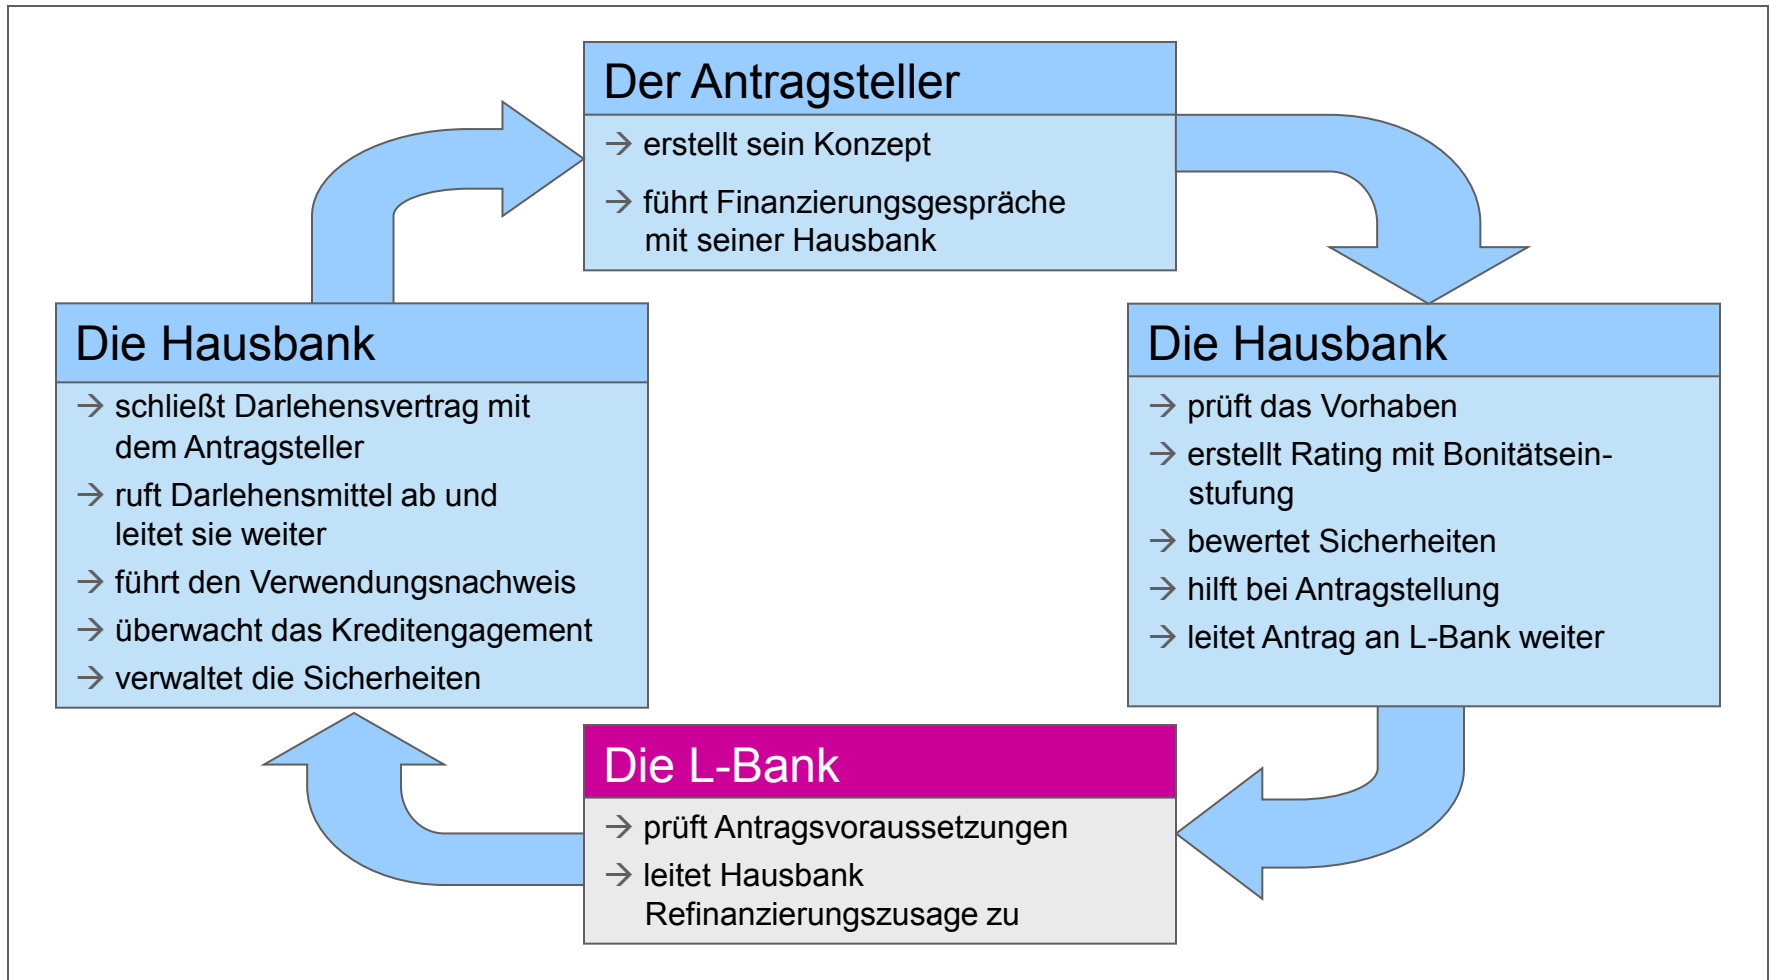 Der Antragsteller
→ erstellt sein Konzept
→ führt Finanzierungsgespräche
mit seiner Hausbank
Die Hausbank
→ prüft das Vorhaben
→ erstellt Rating mit Bonitätsein-
stufung
→ bewertet Sicherheiten
→ hilft bei Antragstellung
→ leitet Antrag an L-Bank weiter
Die L-Bank
→ prüft Antragsvoraussetzungen
→ leitet Hausbank
Refinanzierungszusage zu
Die Hausbank
→ schließt Darlehensvertrag mit
dem Antragsteller
→ ruft Darlehensmittel ab und
leitet sie weiter
→ führt den Verwendungsnachweis
→ überwacht das Kreditengagement
→ verwaltet die Sicherheiten